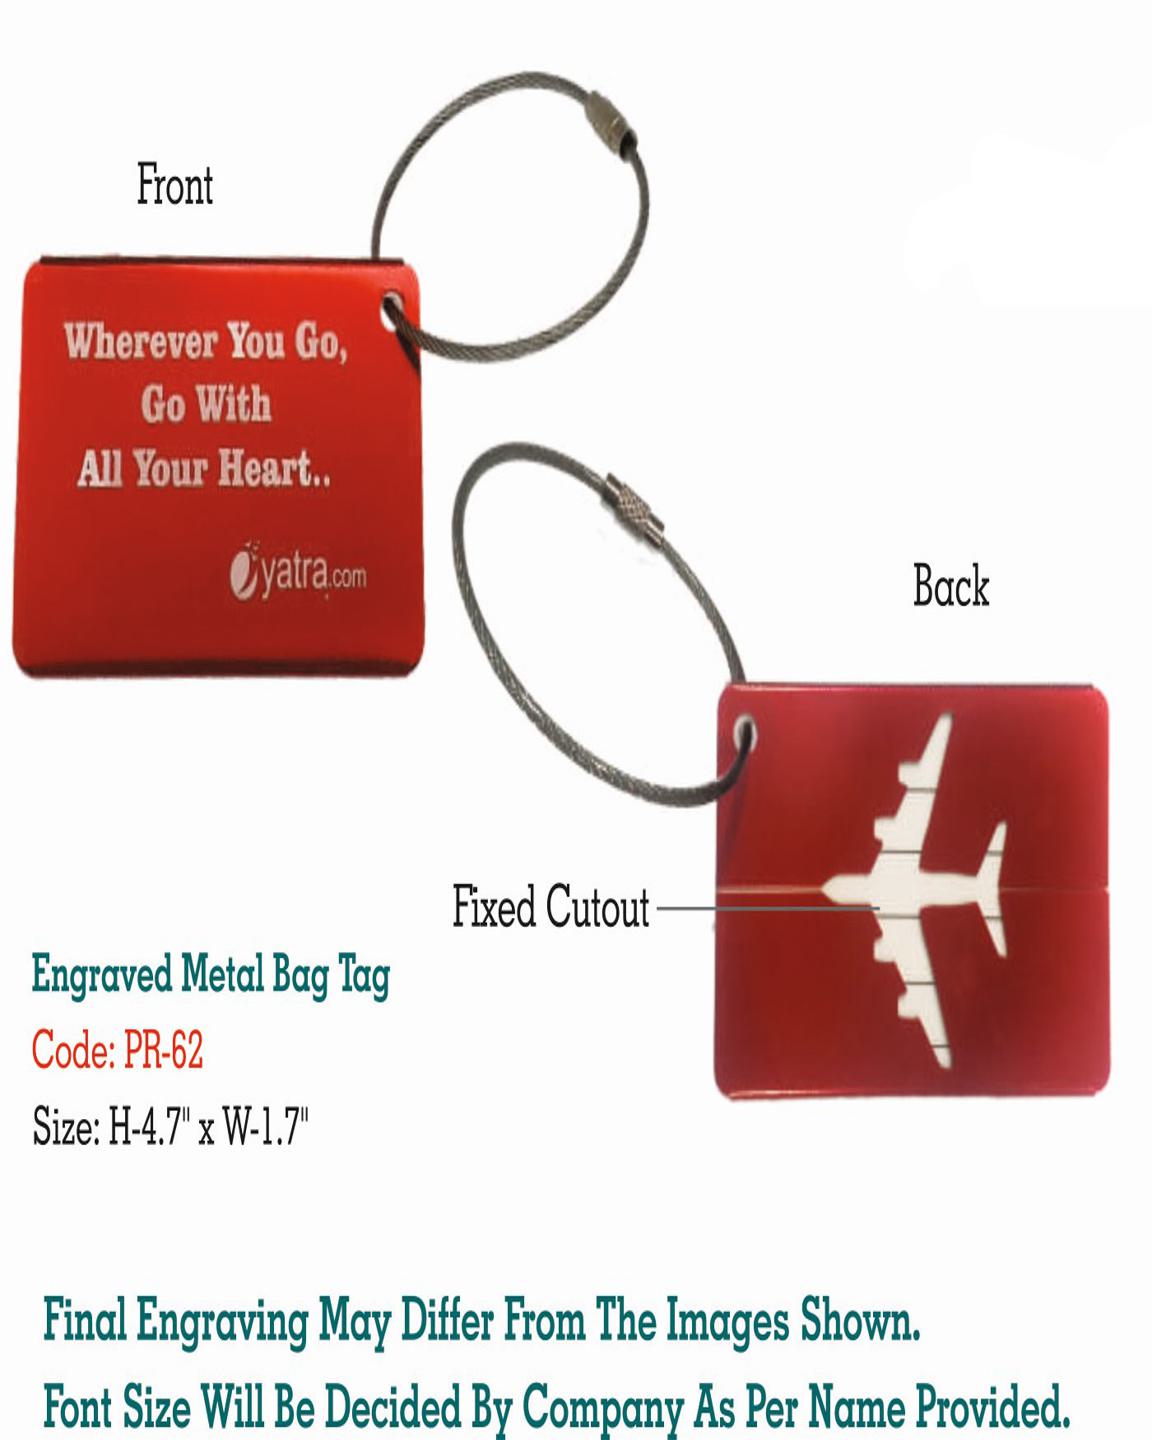 Front
Wherever You Go,
Go With
All Your Heart..
yatra.com
Back
Fixed Cutout
Engraved Metal Bag Tag
Code: PR-62
Size: H-4.7" x W-1.7"
Final Engraving May Differ From The Images Shown.
Font Size Will Be Decided By Company As Per Name Provided.